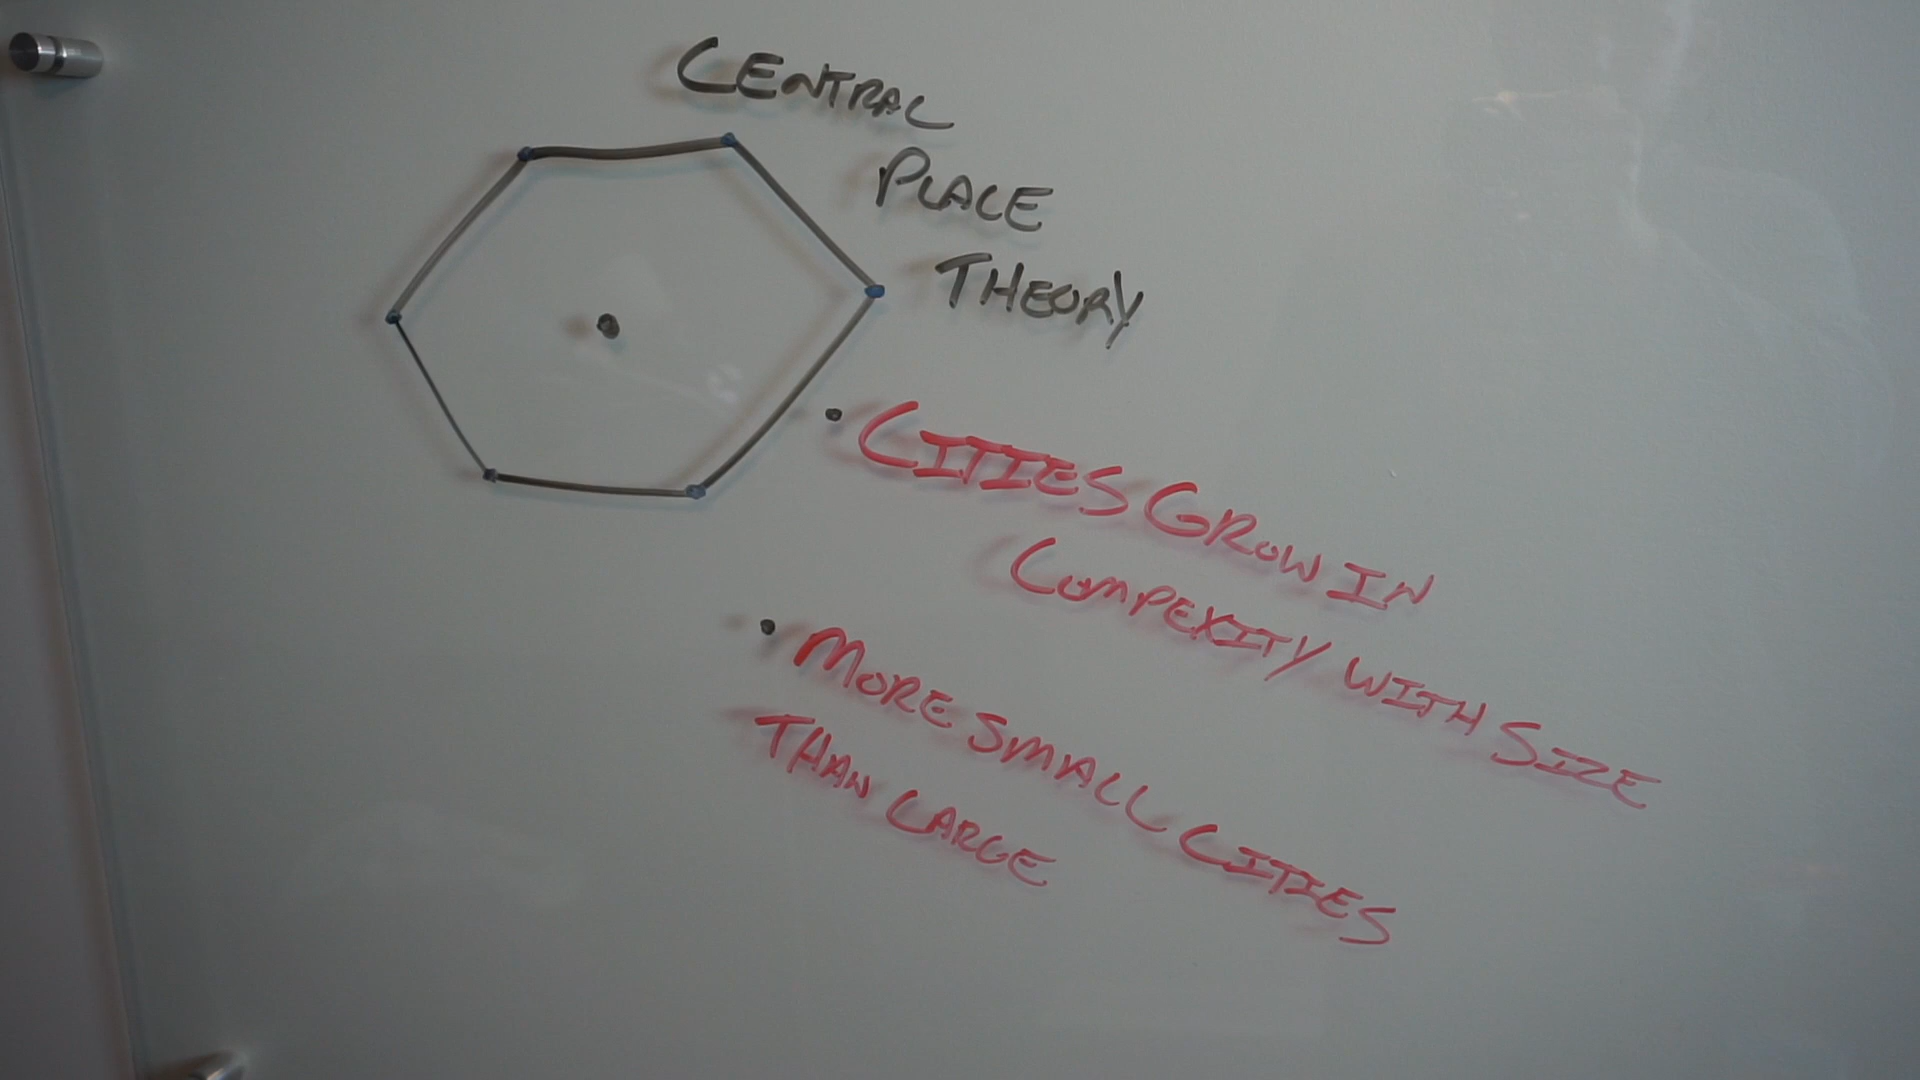 CENTRAL
PLACE
THEORY
• CITIES GROW IN
COMPEXITY WITH SIZE
• MORE SMALL CITIES
THAN LARGE